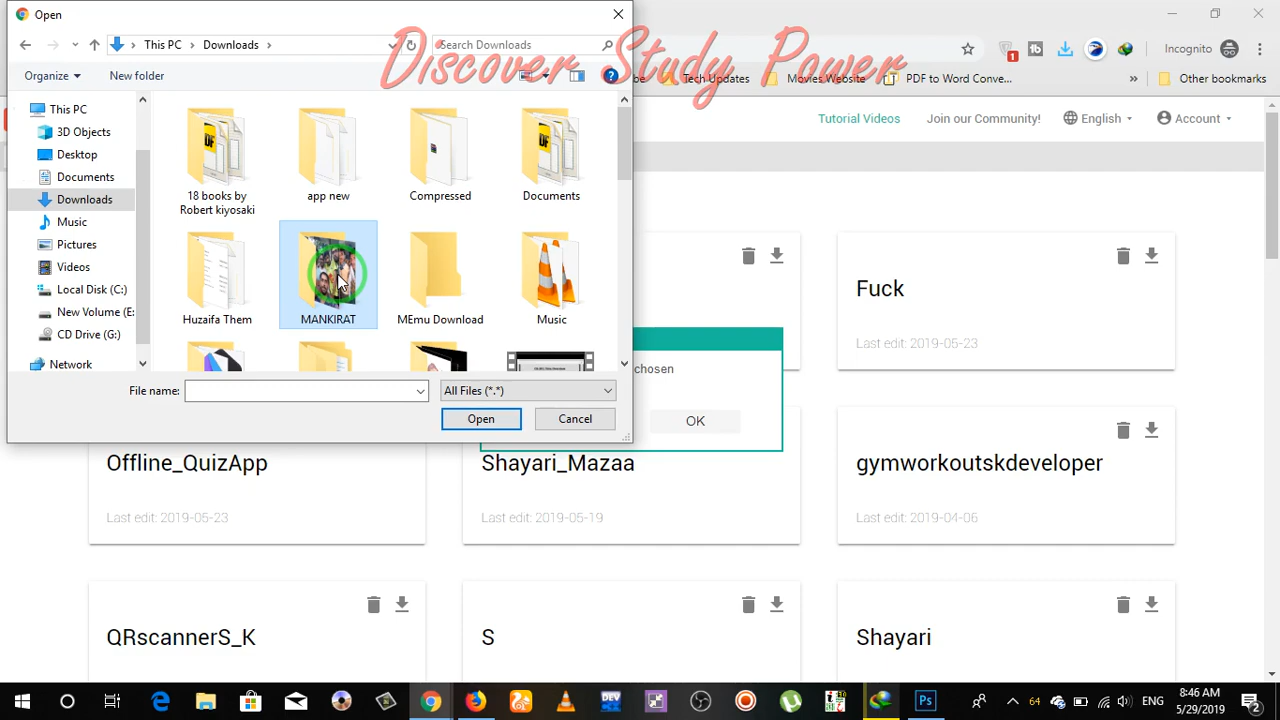 Open
This PC
Downloads
Search Downloads
Discover Study Power
Incognito
1
Organize
New folder
be
Tech Updates
Movies Website
PDF to Word Conve...
»
Other bookmarks
This PC
3D Objects
Desktop
Documents
Downloads
Music
Pictures
Videos
Local Disk (C:)
New Volume (E:
CD Drive (G:)
Network
18 books by
Robert kiyosaki
app new
Compressed
Documents
Huzaifa Them
MANKIRAT
MEmu Download
Music
File name:
All Files (*.*)
Open
Cancel
Tutorial Videos
Join our Community!
English
Account
chosen
OK
Fuck
Last edit: 2019-05-23
Offline_QuizApp
Last edit: 2019-05-23
Shayari_Mazaa
Last edit: 2019-05-19
gymworkoutskdeveloper
Last edit: 2019-04-06
QRscannerS_K
S
Shayari
DEV
Ps
64
ENG
8:46 AM
5/29/2019
2